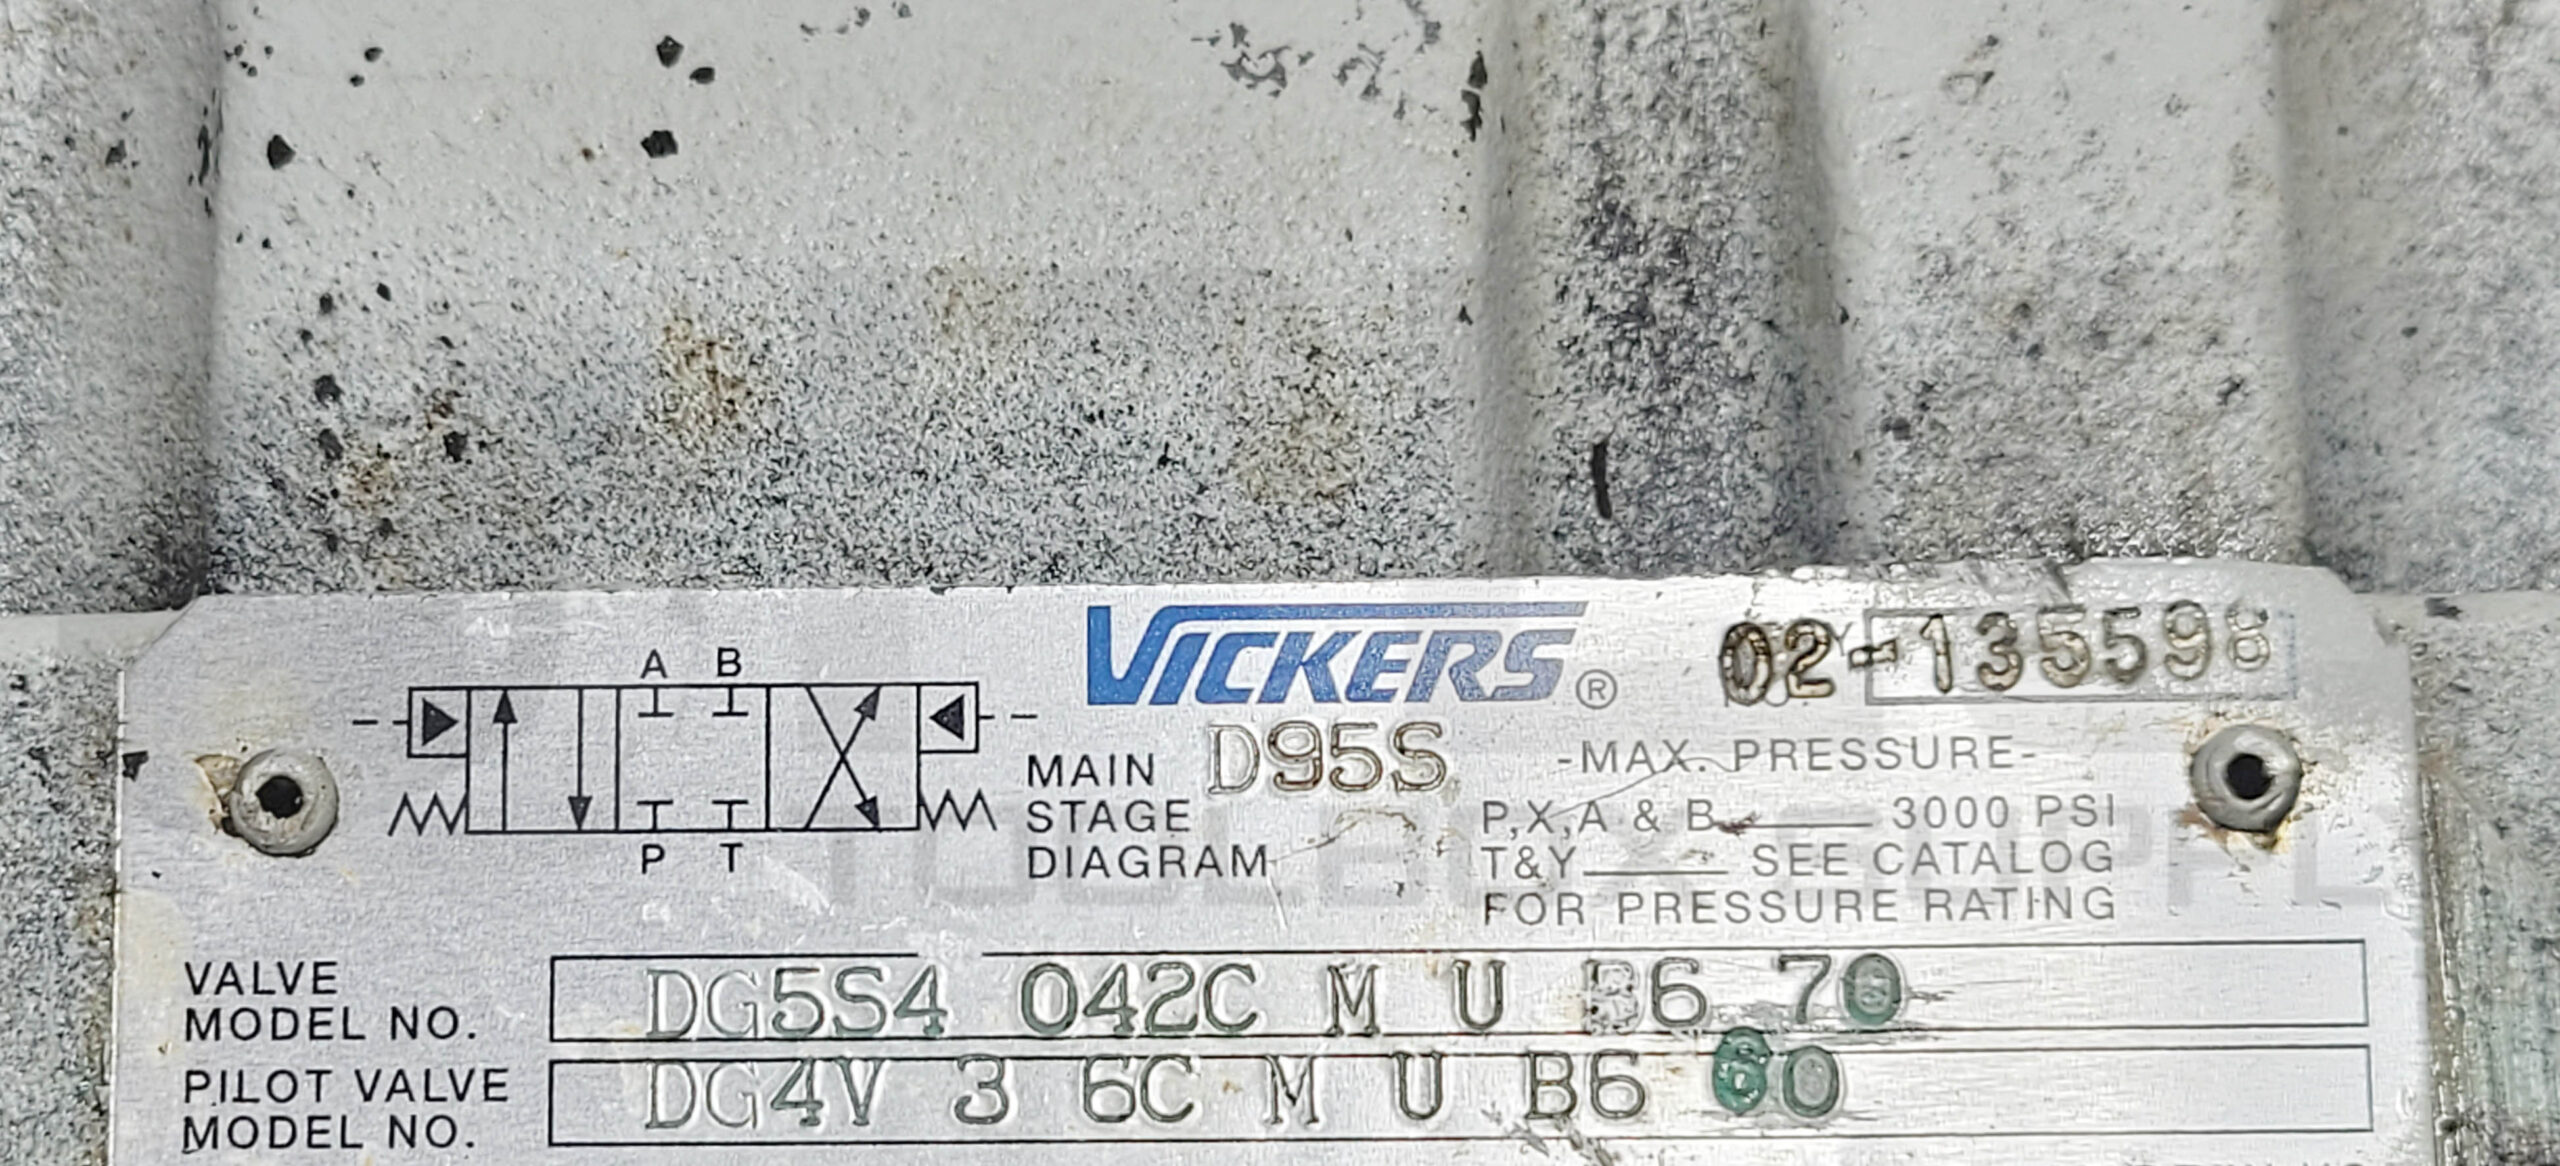 VICKERS®
02-135598
A B
P T
MAIN
STAGE
DIAGRAM
D95S
-MAX. PRESSURE-
P,X,A & B 3000 PSI
T&Y SEE CATALOG
FOR PRESSURE RATING
VALVE
MODEL NO.
DG5S4 042C M U B6 70
PILOT VALVE
MODEL NO.
DG4V 3 6C M U B6 60